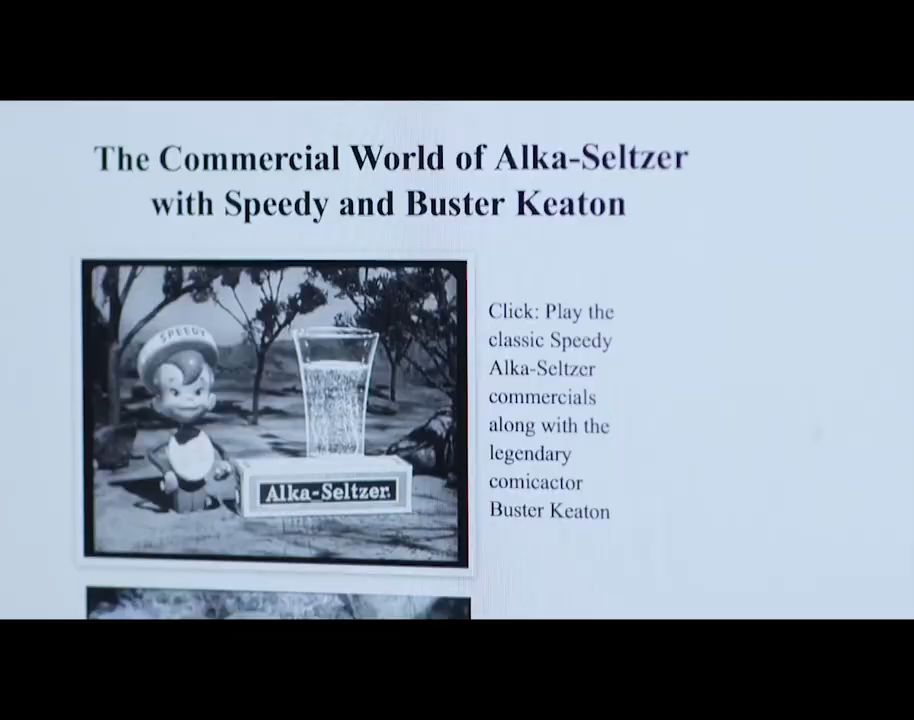 The Commercial World of Alka-Seltzer
with Speedy and Buster Keaton
SPEEDY
Alka-Seltzer.
Click: Play the
classic Speedy
Alka-Seltzer
commercials
along with the
legendary
comicactor
Buster Keaton